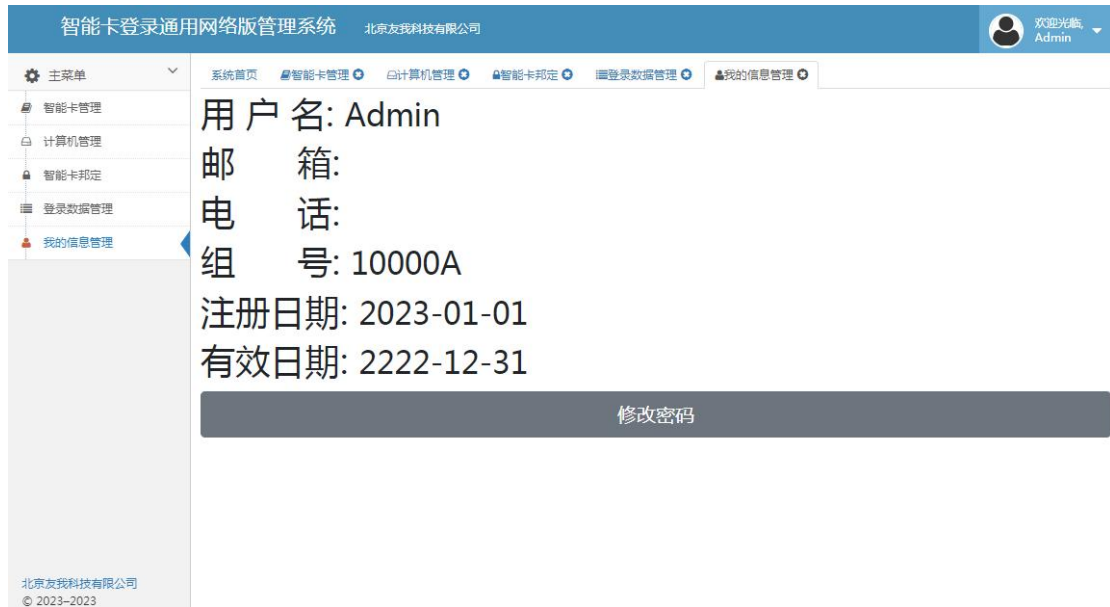 智能卡登录通用网络版管理系统 北京友我科技有限公司
欢迎光临,
Admin
主菜单
系统首页 智能卡管理 计算机管理 智能卡邦定 登录数据管理 我的信息管理
智能卡管理
计算机管理
智能卡邦定
登录数据管理
我的信息管理
用 户 名: Admin
邮 箱:
电 话:
组 号: 10000A
注册日期: 2023-01-01
有效日期: 2222-12-31
修改密码
北京友我科技有限公司
© 2023–2023